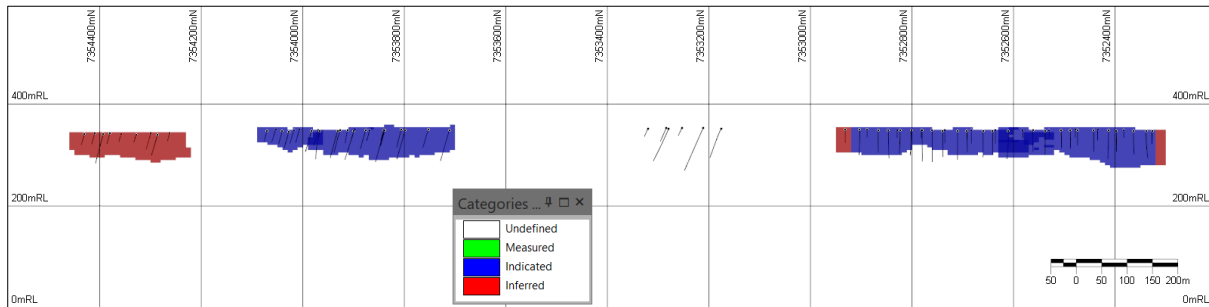 7354400mN
7354200mN
7354000mN
7353800mN
7353600mN
7353400mN
7353200mN
7353000mN
7352800mN
7352600mN
7352400mN
400mRL 400mRL
200mRL 200mRL
Categories ...
Undefined
Measured
Indicated
Inferred
50 0 50 100 150 200m
0mRL 0mRL